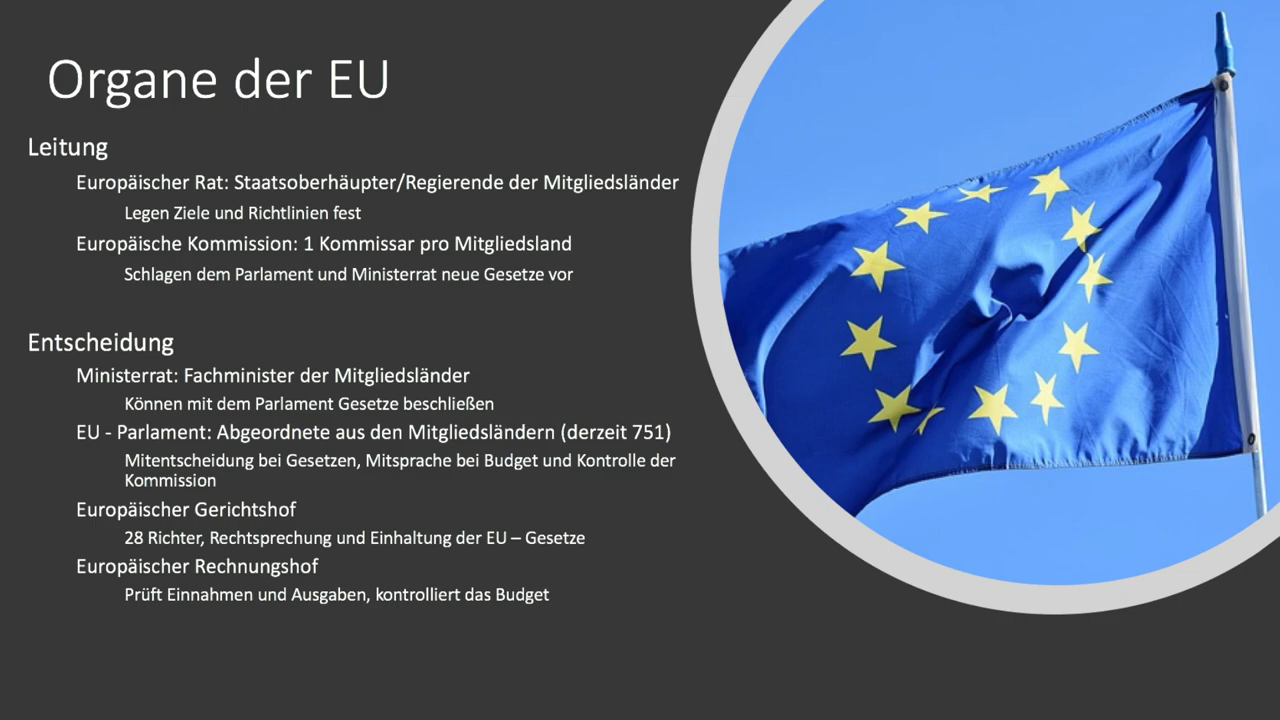 Organe der EU
Leitung
Europäischer Rat: Staatsoberhäupter/Regierende der Mitgliedsländer
Legen Ziele und Richtlinien fest
Europäische Kommission: 1 Kommissar pro Mitgliedsland
Schlagen dem Parlament und Ministerrat neue Gesetze vor
Entscheidung
Ministerrat: Fachminister der Mitgliedsländer
Können mit dem Parlament Gesetze beschließen
EU - Parlament: Abgeordnete aus den Mitgliedsländern (derzeit 751)
Mitentscheidung bei Gesetzen, Mitsprache bei Budget und Kontrolle der
Kommission
Europäischer Gerichtshof
28 Richter, Rechtsprechung und Einhaltung der EU – Gesetze
Europäischer Rechnungshof
Prüft Einnahmen und Ausgaben, kontrolliert das Budget